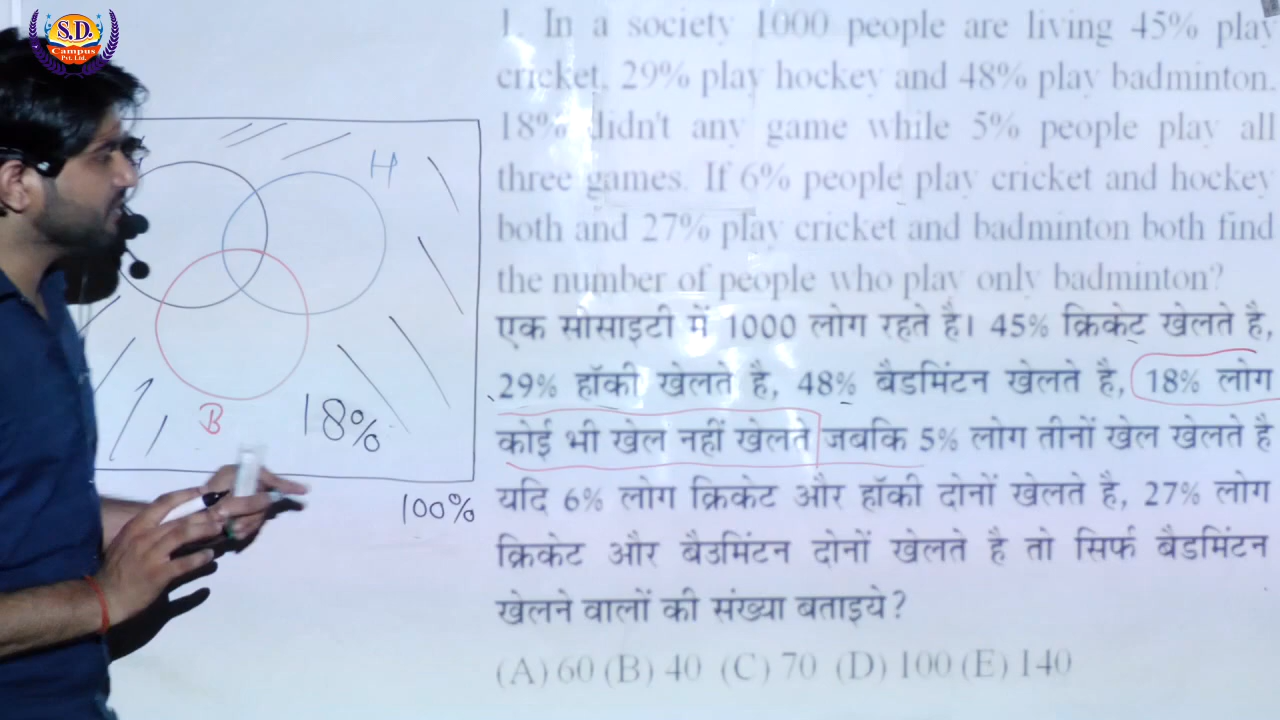 S.D.
Campus
Pvt. Ltd.
1. In a society 1000 people are living 45% play
cricket, 29% play hockey and 48% play badminton.
18% didn't any game while 5% people play all
three games. If 6% people play cricket and hockey
both and 27% play cricket and badminton both find
the number of people who play only badminton?
एक सोसाइटी में 1000 लोग रहते है। 45% क्रिकेट खेलते है,
29% हॉकी खेलते है, 48% बैडमिंटन खेलते है, 18% लोग
कोई भी खेल नहीं खेलते जबकि 5% लोग तीनों खेल खेलते है
यदि 6% लोग क्रिकेट और हॉकी दोनों खेलते है, 27% लोग
क्रिकेट और बैउमिंटन दोनों खेलते है तो सिर्फ बैडमिंटन
खेलने वालों की संख्या बताइये?
(A) 60 (B) 40 (C) 70 (D) 100 (E) 140
H
B
18%
100%